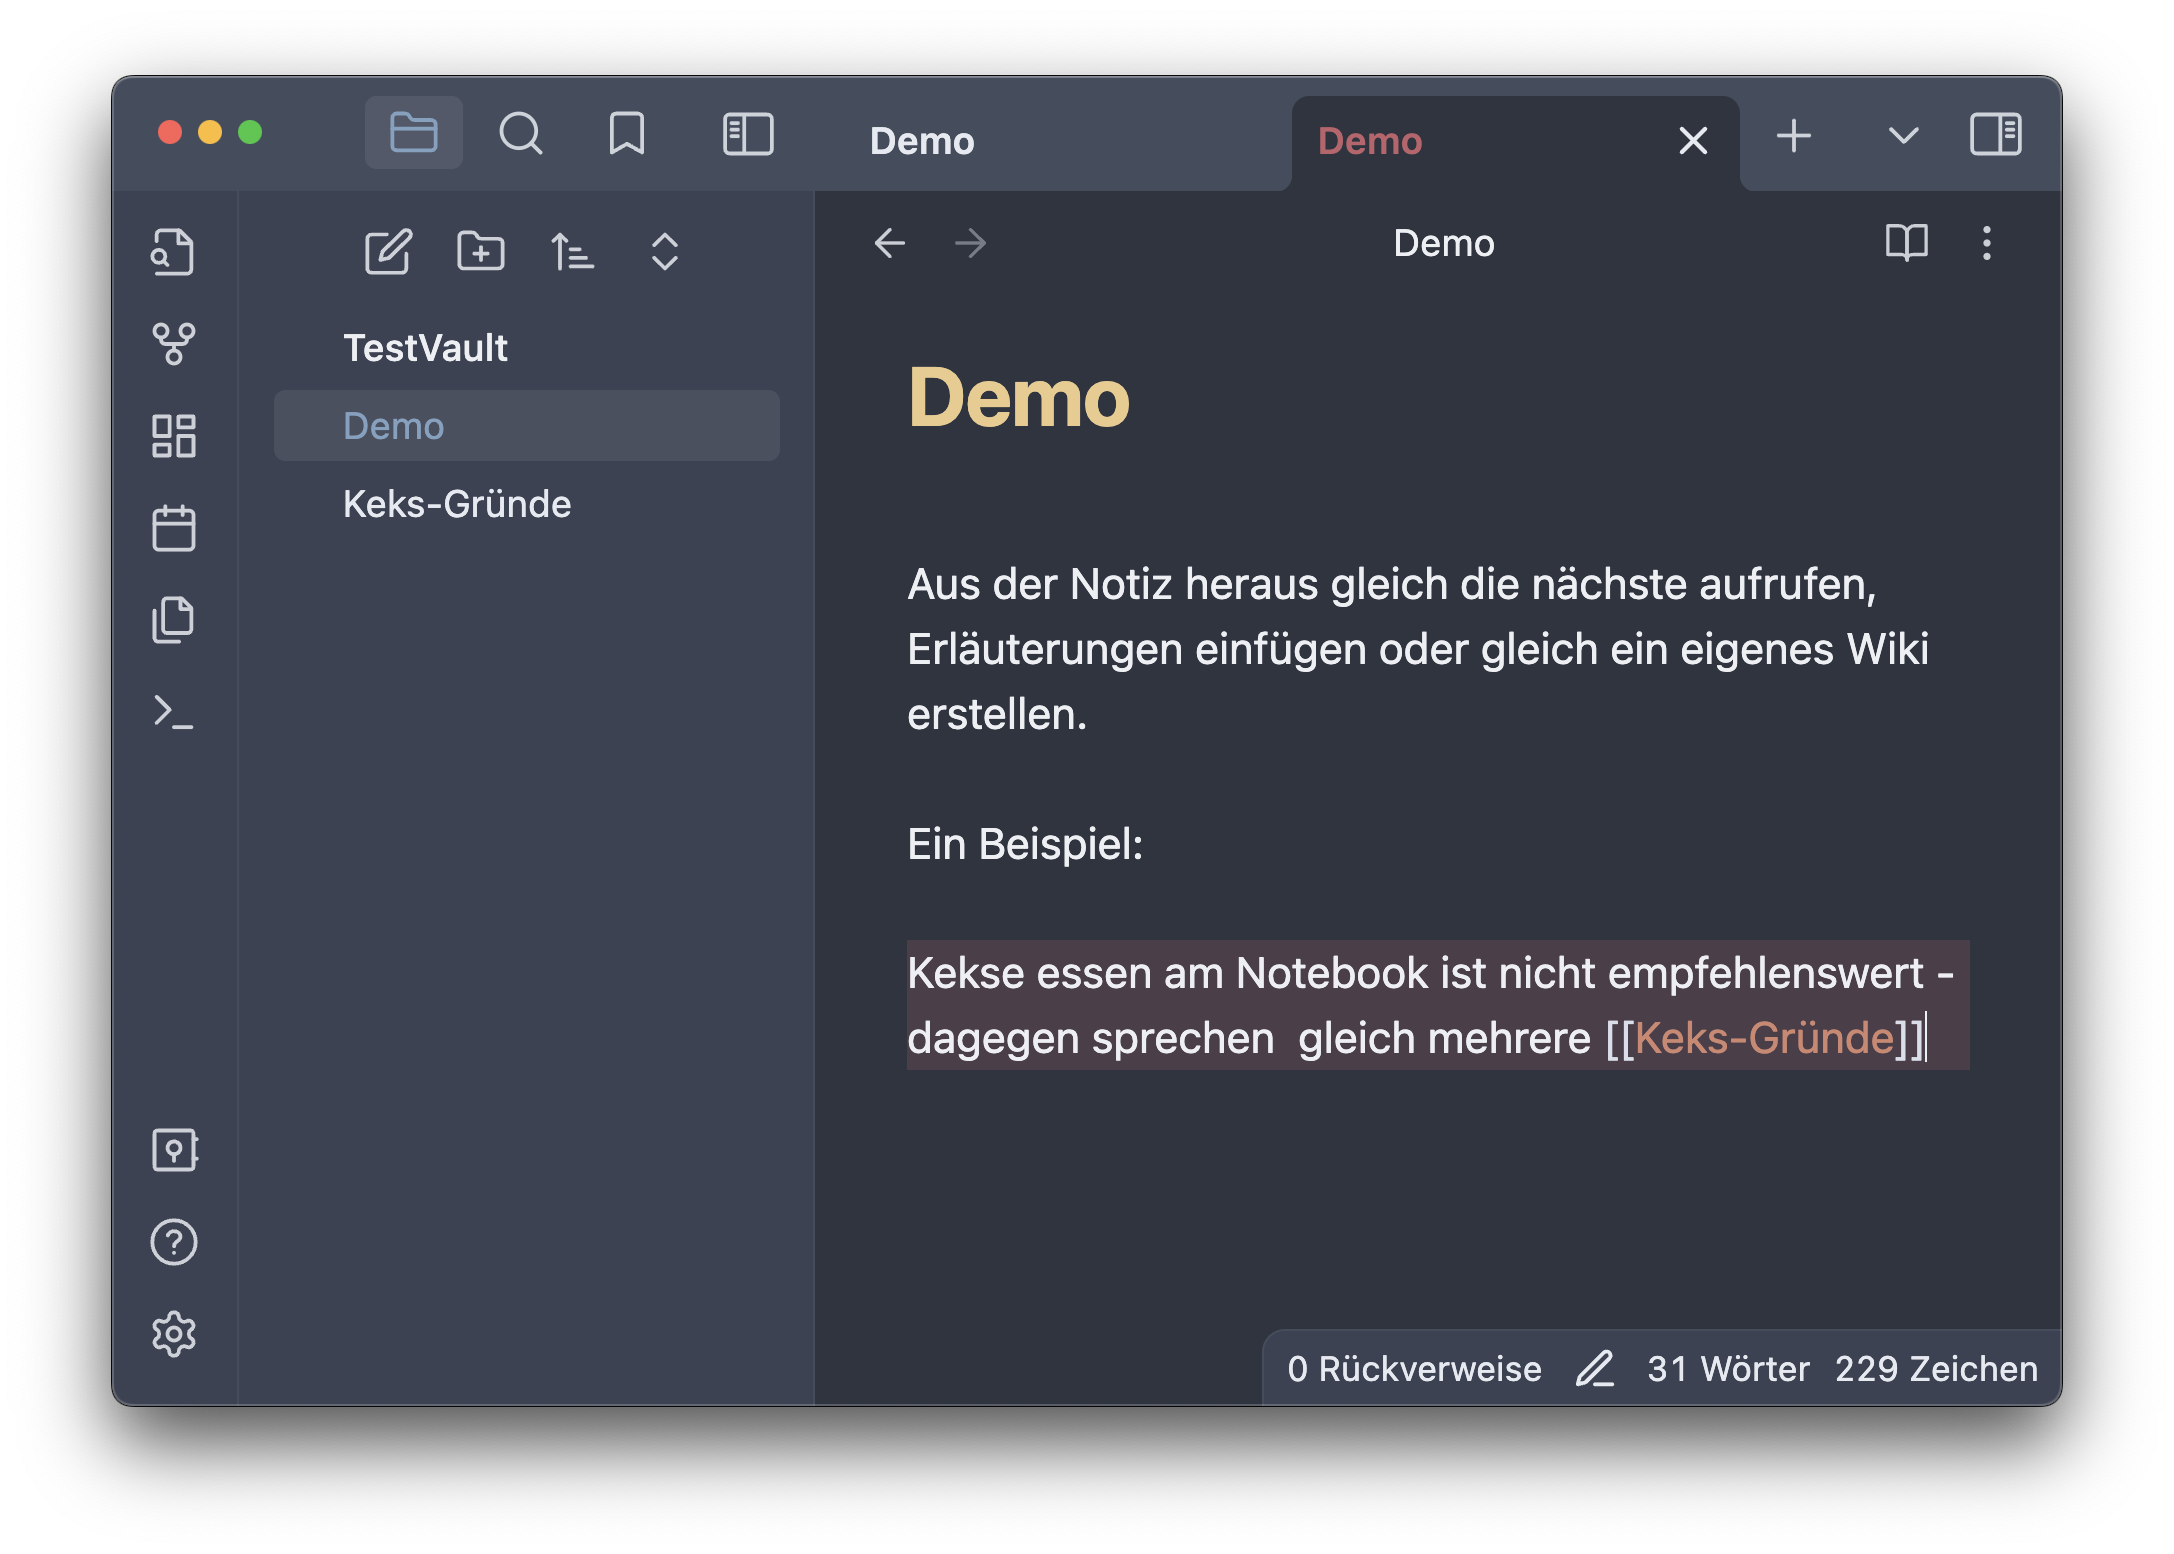 Demo
Demo
TestVault
Demo
Keks-Gründe
Demo
Demo
Aus der Notiz heraus gleich die nächste aufrufen,
Erläuterungen einfügen oder gleich ein eigenes Wiki
erstellen.
Ein Beispiel:
Kekse essen am Notebook ist nicht empfehlenswert -
dagegen sprechen  gleich mehrere [[Keks-Gründe]]
0 Rückverweise 31 Wörter 229 Zeichen